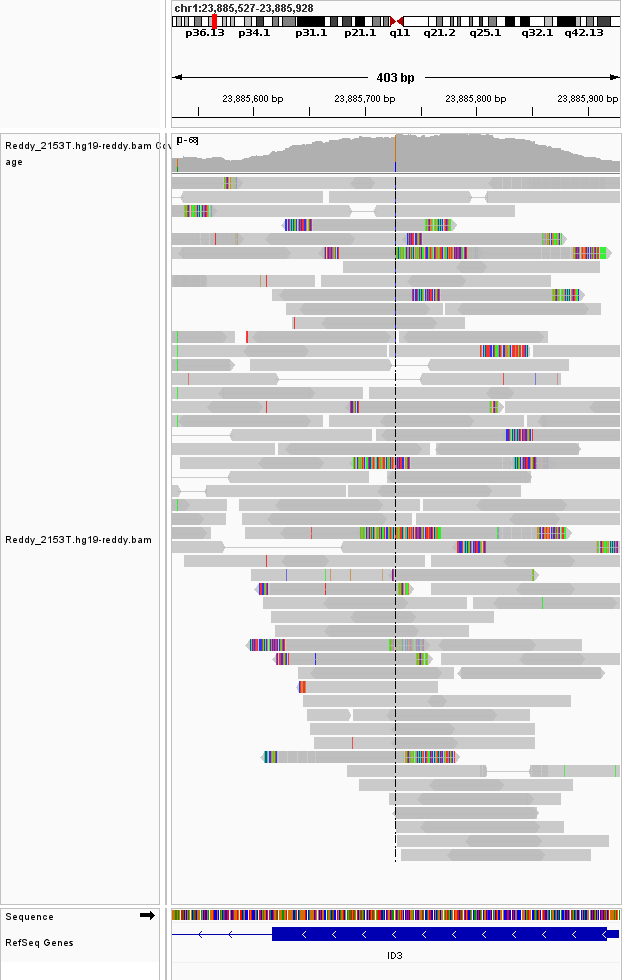 chr1:23,885,527-23,885,928
p36.13 p34.1 p31.1 p21.1 q11 q21.2 q25.1 q32.1 q42.13
403 bp
23,885,600 bp 23,885,700 bp 23,885,800 bp 23,885,900 bp
Reddy_2153T.hg19-reddy.bam Cov
age
[0-68]
Reddy_2153T.hg19-reddy.bam
Sequence
RefSeq Genes
ID3